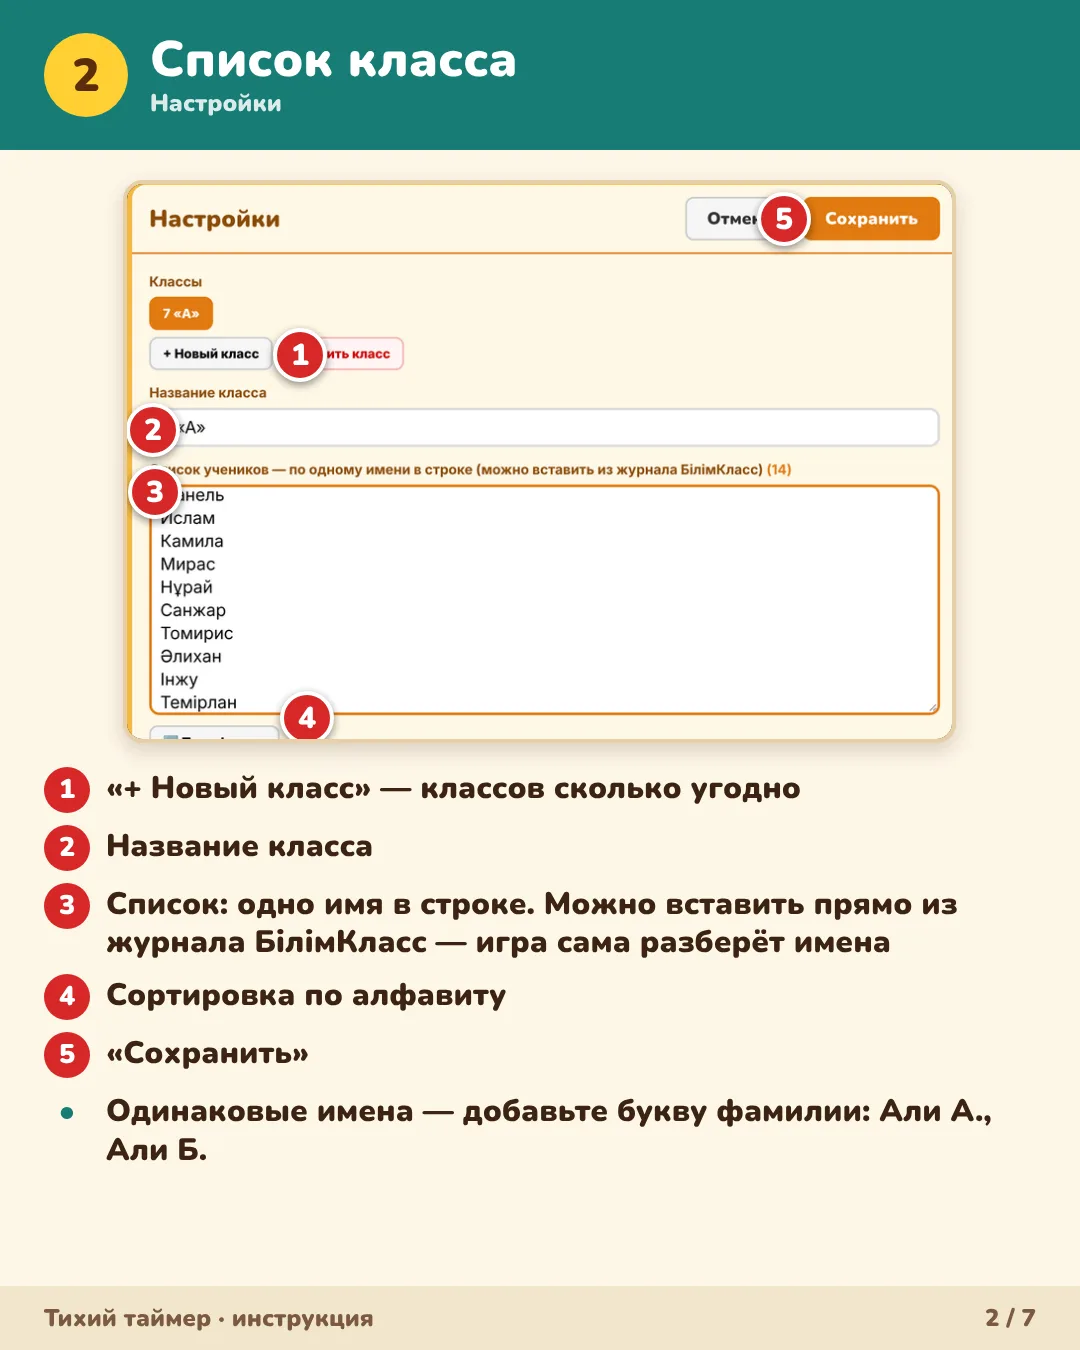 2
Список класса
Настройки
Настройки
5
Сохранить
Классы
7 «А»
+ Новый класс
1
класс
Название класса
2
«А»
учеников — по одному имени в строке (можно вставить из журнала БілімКласс) (14)
3
Ислам
Камила
Мирас
Нұрай
Санжар
Томирис
Әлихан
Інжу
Темірлан
4
1 «+ Новый класс» — классов сколько угодно
2 Название класса
3 Список: одно имя в строке. Можно вставить прямо из
журнала БілімКласс — игра сама разберёт имена
4 Сортировка по алфавиту
5 «Сохранить»
• Одинаковые имена — добавьте букву фамилии: Али А.,
Али Б.
Тихий таймер · инструкция
2 / 7